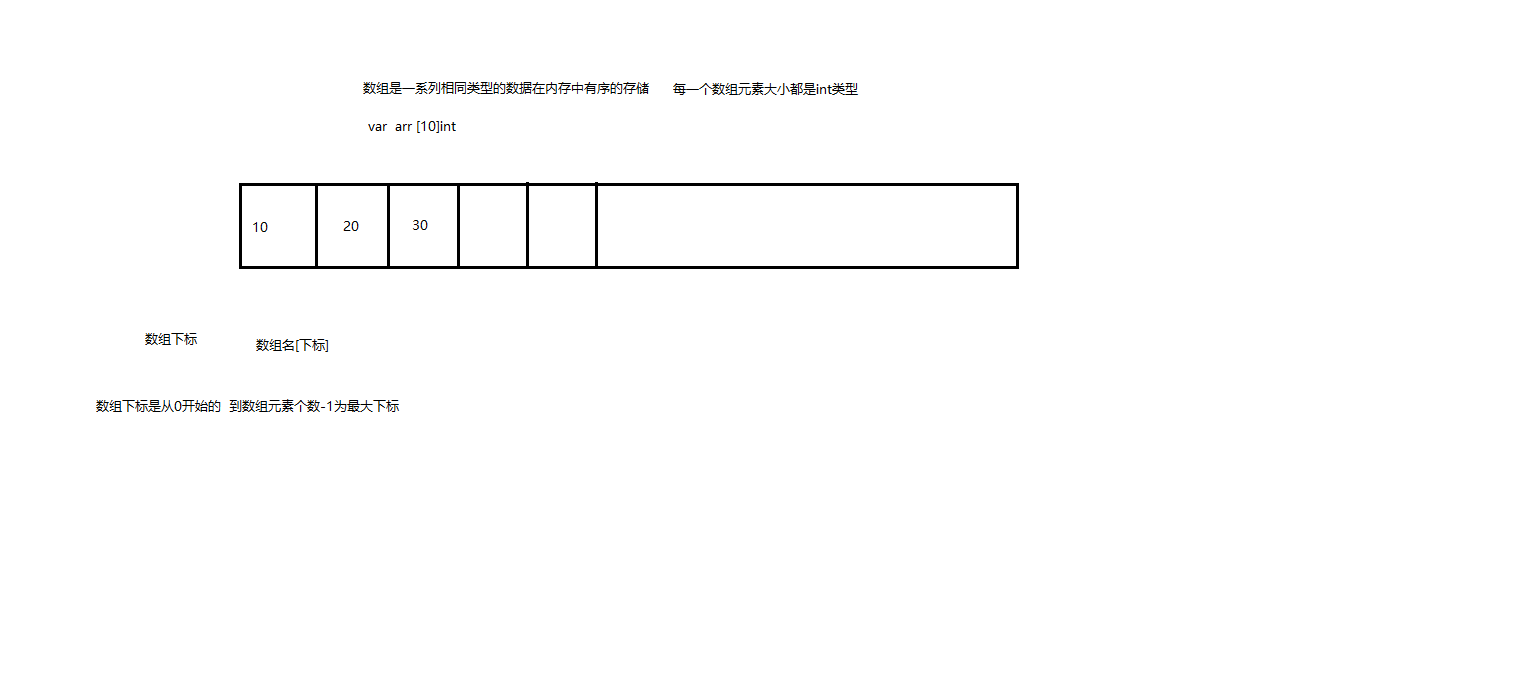 数组是一系列相同类型的数据在内存中有序的存储 每一个数组元素大小都是int类型
var arr [10]int
10 20 30
数组下标 数组名[下标]
数组下标是从0开始的 到数组元素个数-1为最大下标